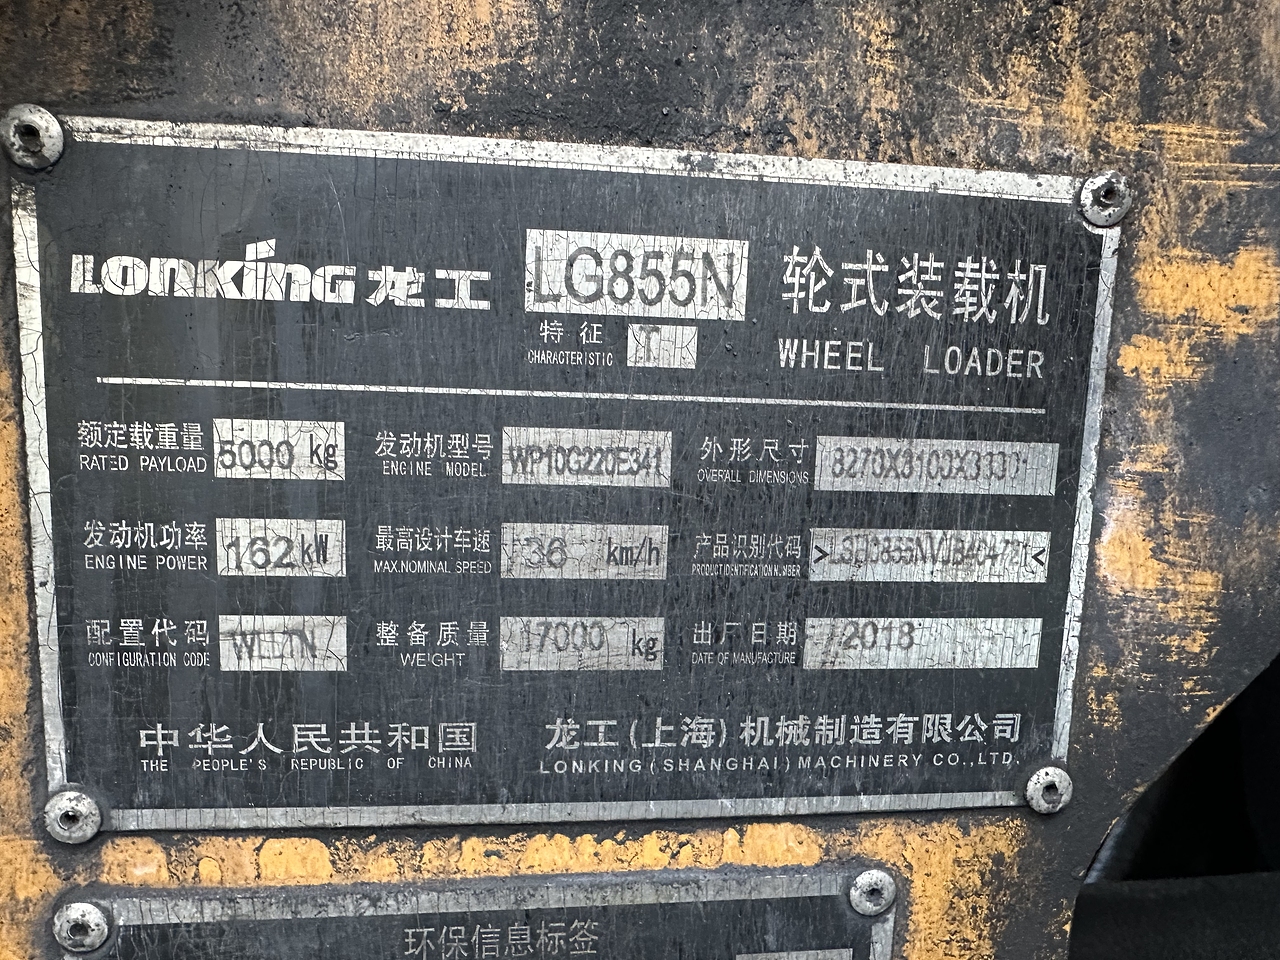 LONKING 龙工 LG855N 轮式装载机
特征
CHARACTERISTIC
WHEEL LOADER
额定载重量 5000 kg 发动机型号 WP10G220E341 外形尺寸
RATED PAYLOAD ENGINE MODEL OVERALL DIMENSIONS
发动机功率 162 kW 最高设计车速 36 km/h 产品识别代码
ENGINE POWER MAX.NOMINAL SPEED PRODUCT IDENTIFICATION NUMBER
配置代码 整备质量 17000 kg 出厂日期 2018
CONFIGURATION CODE WEIGHT DATE OF MANUFACTURE
中华人民共和国 龙工(上海)机械制造有限公司
THE PEOPLE'S REPUBLIC OF CHINA LONKING(SHANGHAI)MACHINERY CO.,LTD.
环保信息标签